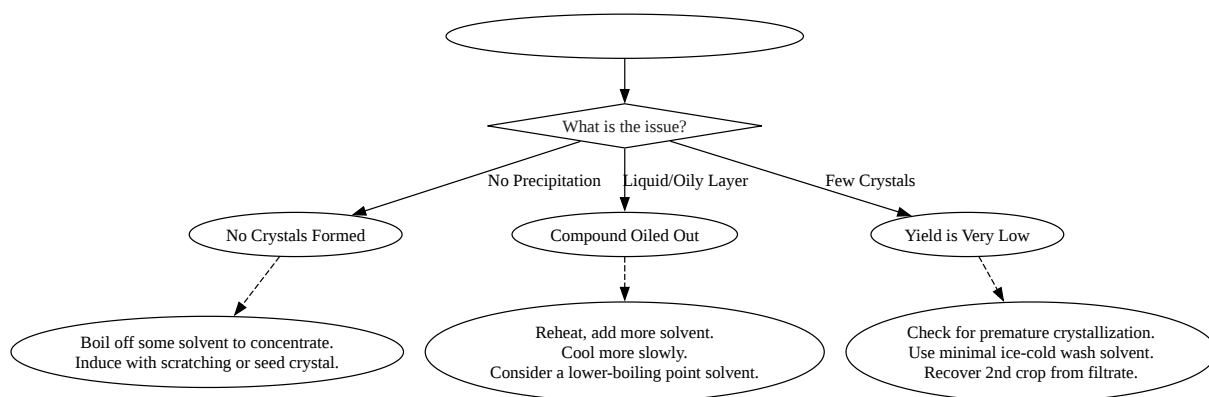 What is the issue?
No Precipitation
Liquid/Oily Layer
Few Crystals
No Crystals Formed
Compound Oiled Out
Yield is Very Low
Boil off some solvent to concentrate.
Induce with scratching or seed crystal.
Reheat, add more solvent.
Cool more slowly.
Consider a lower-boiling point solvent.
Check for premature crystallization.
Use minimal ice-cold wash solvent.
Recover 2nd crop from filtrate.